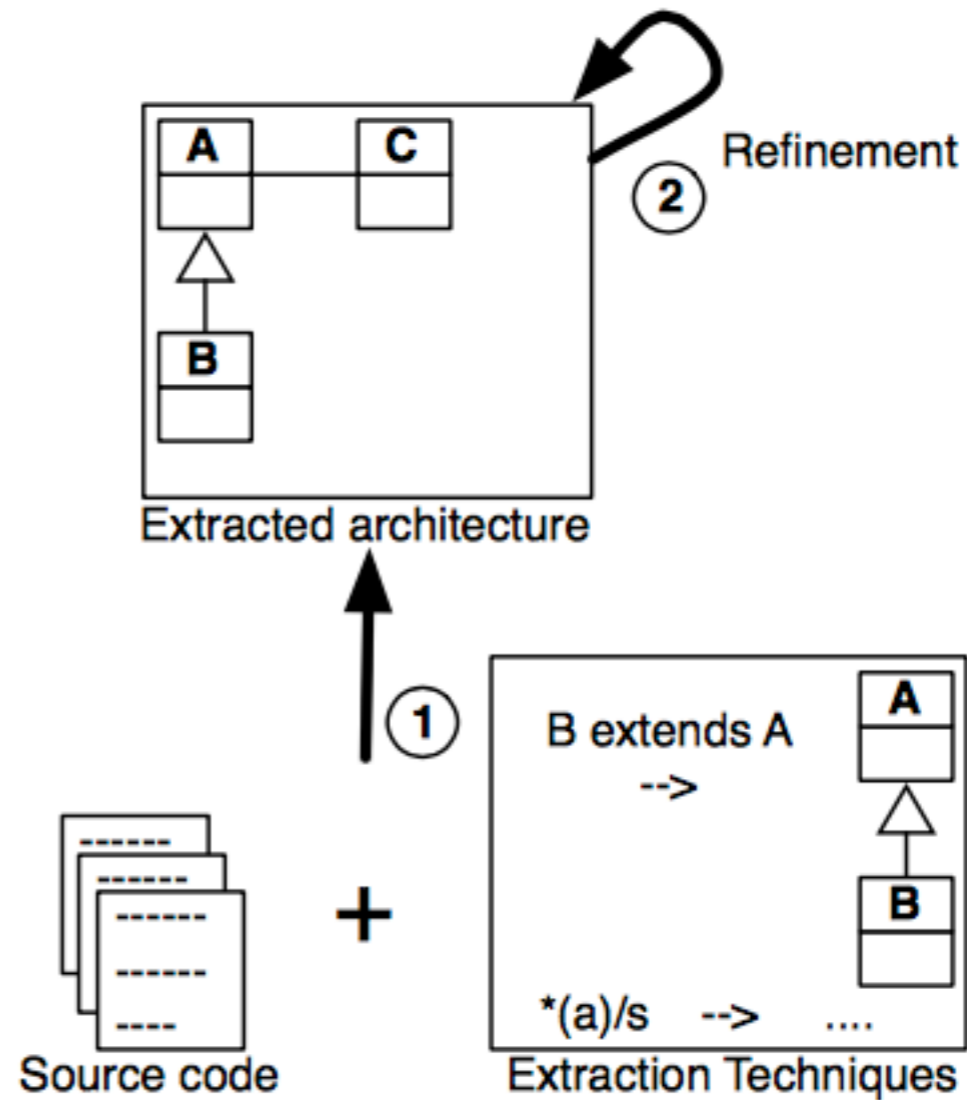 A
C
Refinement
2
B
Extracted architecture
1
B extends A
-->
A
B
------
------
------
------
----
+
*(a)/s --> ....
Source code
Extraction Techniques